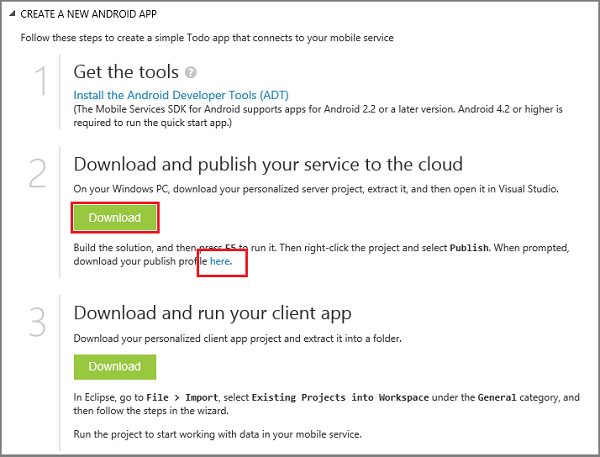 CREATE A NEW ANDROID APP
Follow these steps to create a simple Todo app that connects to your mobile service
1
Get the tools ?
Install the Android Developer Tools (ADT)
(The Mobile Services SDK for Android supports apps for Android 2.2 or a later version. Android 4.2 or higher is
required to run the quick start app.)
2
Download and publish your service to the cloud
On your Windows PC, download your personalized server project, extract it, and then open it in Visual Studio.
Download
Build the solution, and then press F5 to run it. Then right-click the project and select Publish. When prompted,
download your publish profile here.
3
Download and run your client app
Download your personalized client app project and extract it into a folder.
Download
In Eclipse, go to File > Import, select Existing Projects into Workspace under the General category, and
then follow the steps in the wizard.
Run the project to start working with data in your mobile service.